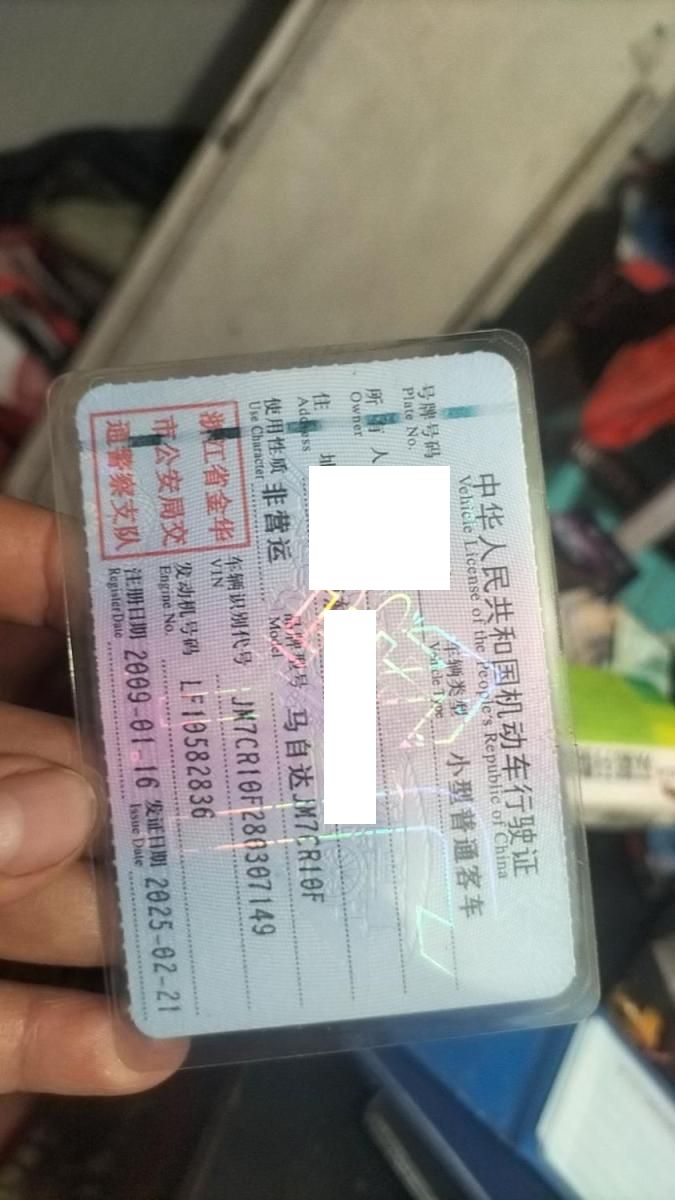 中华人民共和国机动车行驶证
Vehicle License of the People's Republic of China
号牌号码
Plate No.
车辆类型 小型普通客车
Vehicle Type
所有人
Owner
住 址
Address
使用性质 非营运
Use Character
品牌型号 马自达JM7CR10F
Model
车辆识别代号 JM7CR10F280307149
VIN
发动机号码 LF10582836
Engine No.
注册日期 2009-01-16 发证日期 2025-02-21
Register Date Issue Date
浙江省金华
市公安局交
通警察支队